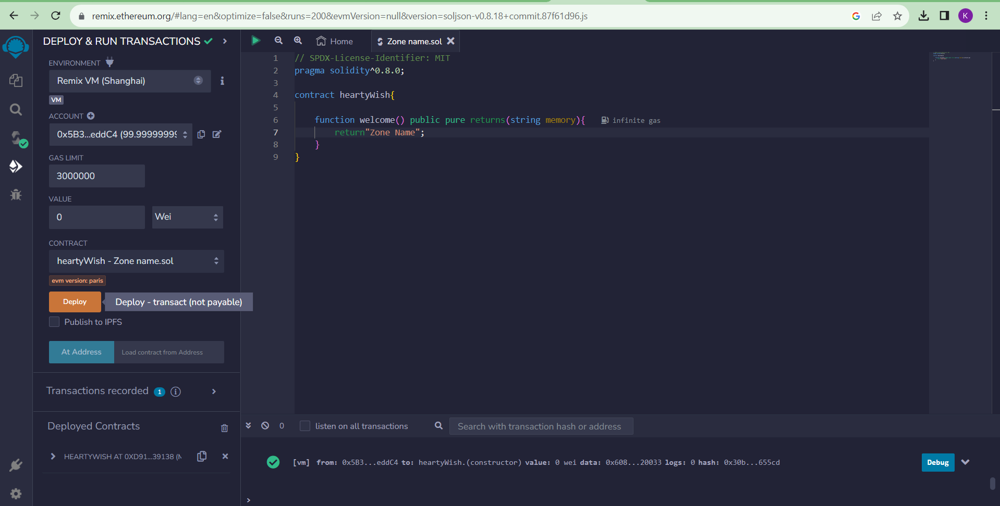 remix.ethereum.org/#lang=en&optimize=false&runs=200&evmVersion=null&version=soljson-v0.8.18+commit.87f61d96.js
K
DEPLOY & RUN TRANSACTIONS
ENVIRONMENT
Remix VM (Shanghai)
VM
ACCOUNT
0x5B3...eddC4 (99.9999999
GAS LIMIT
3000000
VALUE
0
Wei
CONTRACT
heartyWish - Zone name.sol
evm version: paris
Deploy
Deploy - transact (not payable)
Publish to IPFS
At Address
Load contract from Address
Transactions recorded 1
Deployed Contracts
HEARTYWISH AT 0XD91...39138 (M
Home
Zone name.sol
1 // SPDX-License-Identifier: MIT
2 pragma solidity^0.8.0;
3
4 contract heartyWish{
5
6 function welcome() public pure returns(string memory){ infinite gas
7 return"Zone Name";
8 }
9 }
0
listen on all transactions
Search with transaction hash or address
[vm] from: 0x5B3...eddC4 to: heartyWish.(constructor) value: 0 wei data: 0x608...20033 logs: 0 hash: 0x30b...655cd
Debug
>